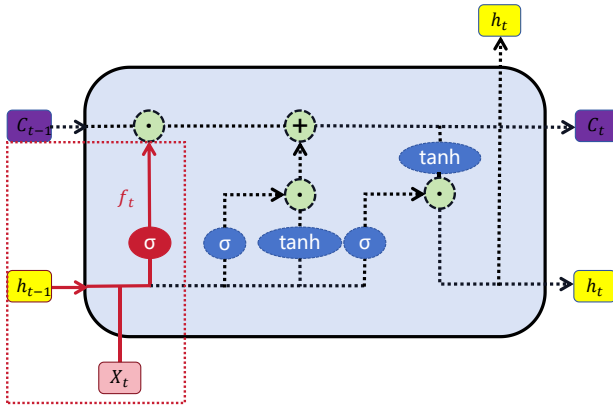 h_t
C_{t-1}
·
+
C_t
tanh
f_t
·
·
σ
σ
tanh
σ
h_{t-1}
h_t
X_t